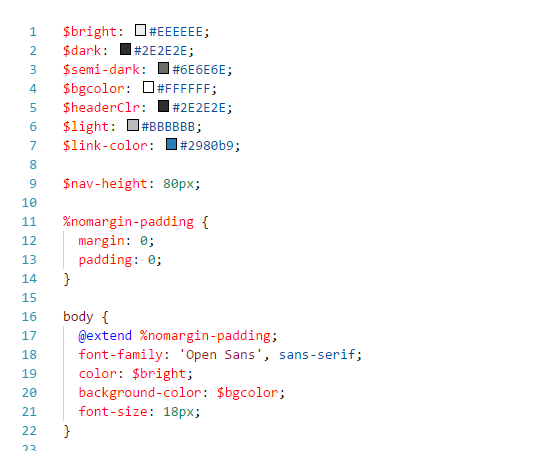 1 $bright: #EEEEEE;
2 $dark: #2E2E2E;
3 $semi-dark: #6E6E6E;
4 $bgcolor: #FFFFFF;
5 $headerClr: #2E2E2E;
6 $light: #BBBBBB;
7 $link-color: #2980b9;
8
9 $nav-height: 80px;
10
11 %nomargin-padding {
12 margin: 0;
13 padding: 0;
14 }
15
16 body {
17 @extend %nomargin-padding;
18 font-family: 'Open Sans', sans-serif;
19 color: $bright;
20 background-color: $bgcolor;
21 font-size: 18px;
22 }
23